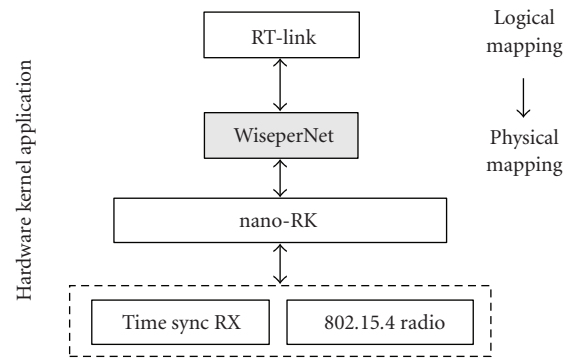 Hardware kernel application
RT-link
WiseperNet
nano-RK
Time sync RX
802.15.4 radio
Logical
mapping
Physical
mapping